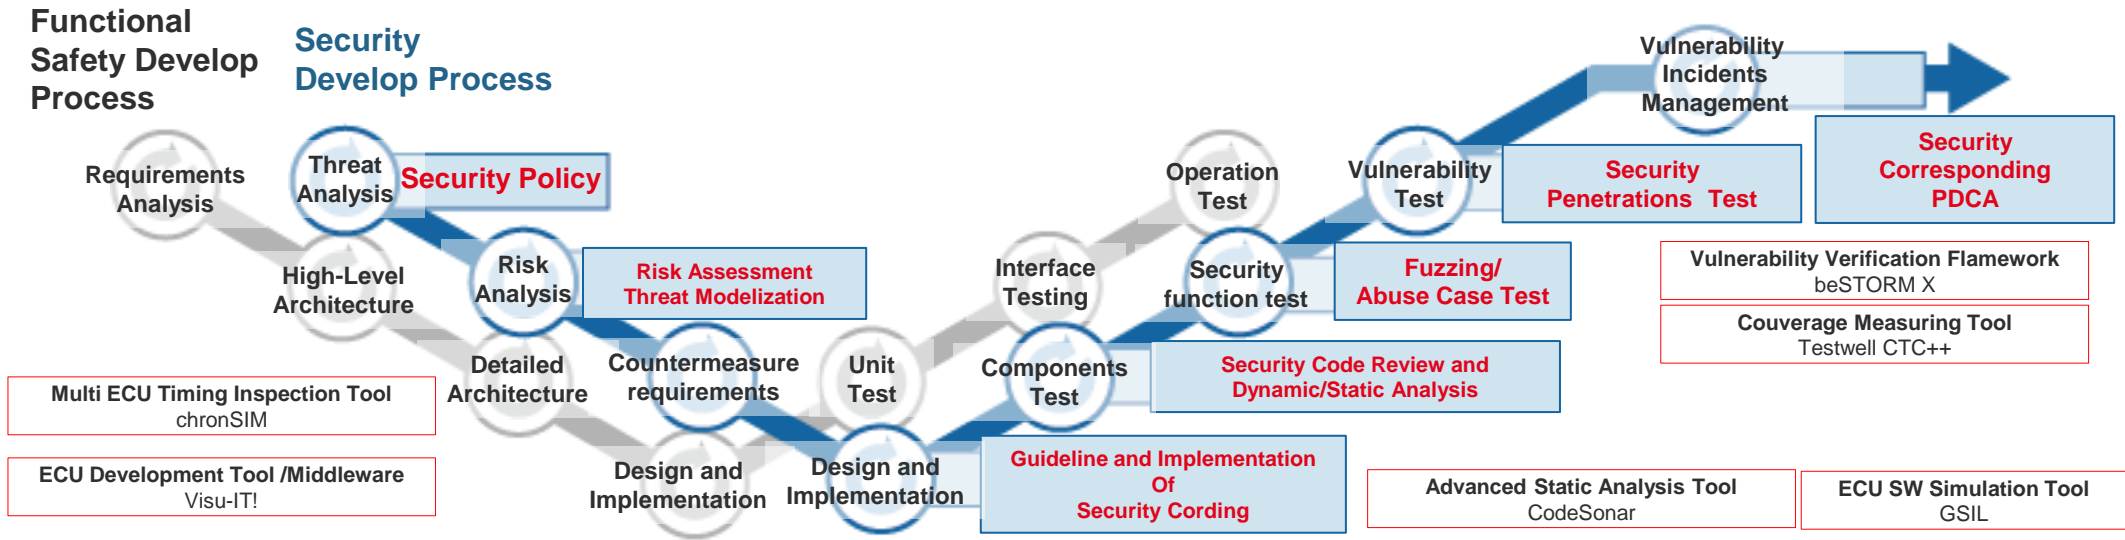 Functional
Safety Develop
Process
Security
Develop Process
Requirements
Analysis
Threat
Analysis
Security Policy
High-Level
Architecture
Risk
Analysis
Risk Assessment
Threat Modelization
Detailed
Architecture
Countermeasure
requirements
Design and
Implementation
Design and
Implementation
Guideline and Implementation
Of
Security Cording
Unit
Test
Components
Test
Security Code Review and
Dynamic/Static Analysis
Interface
Testing
Security
function test
Fuzzing/
Abuse Case Test
Operation
Test
Vulnerability
Test
Security
Penetrations Test
Vulnerability
Incidents
Management
Security
Corresponding
PDCA
Vulnerability Verification Flamework
beSTORM X
Couverage Measuring Tool
Testwell CTC++
Multi ECU Timing Inspection Tool
chronSIM
ECU Development Tool /Middleware
Visu-IT!
Advanced Static Analysis Tool
CodeSonar
ECU SW Simulation Tool
GSIL